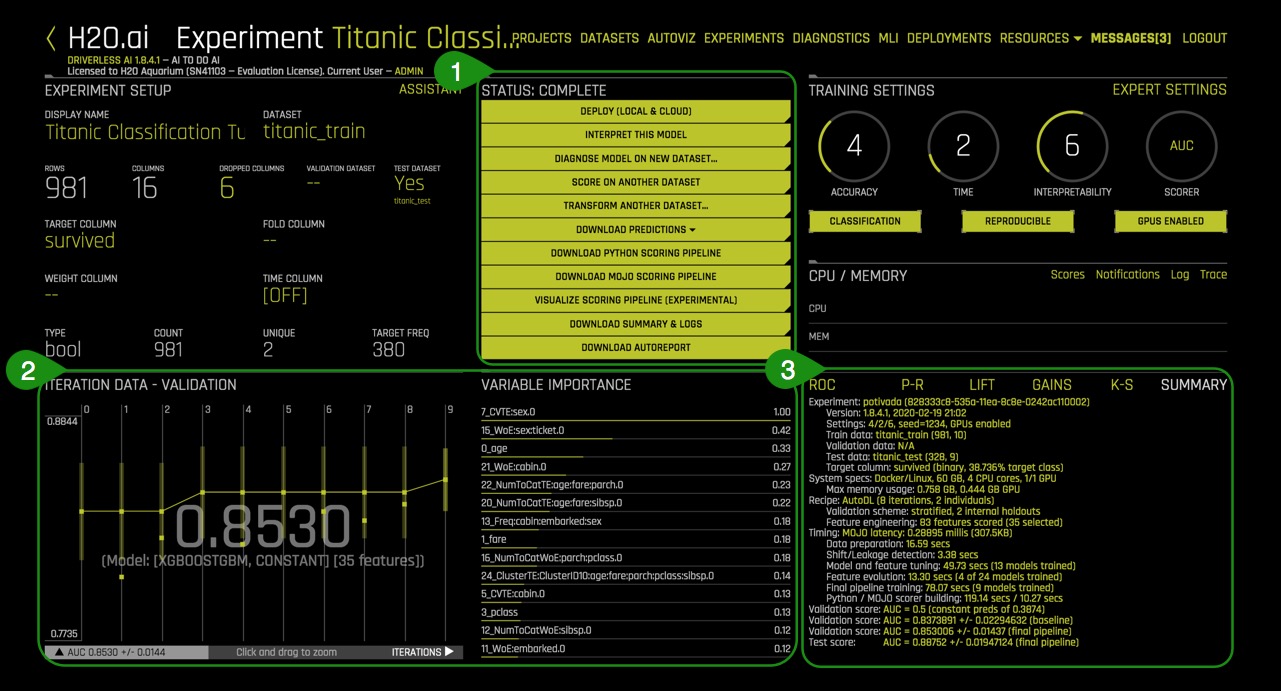 H2O.ai Experiment Titanic Classi...
PROJECTS DATASETS AUTOVIZ EXPERIMENTS DIAGNOSTICS MLI DEPLOYMENTS RESOURCES MESSAGES[3] LOGOUT
DRIVERLESS AI 1.8.4.1 – AI TO DO AI
Licensed to H2O Aquarium (SN41103 – Evaluation License). Current User – ADMIN
EXPERIMENT SETUP
ASSISTANT
DISPLAY NAME
Titanic Classification Tu
DATASET
titanic_train
ROWS
981
COLUMNS
16
DROPPED COLUMNS
6
VALIDATION DATASET
--
TEST DATASET
Yes
titanic_test
TARGET COLUMN
survived
FOLD COLUMN
--
WEIGHT COLUMN
--
TIME COLUMN
[OFF]
TYPE
bool
COUNT
981
UNIQUE
2
TARGET FREQ
380
1
STATUS: COMPLETE
DEPLOY (LOCAL & CLOUD)
INTERPRET THIS MODEL
DIAGNOSE MODEL ON NEW DATASET...
SCORE ON ANOTHER DATASET
TRANSFORM ANOTHER DATASET...
DOWNLOAD PREDICTIONS
DOWNLOAD PYTHON SCORING PIPELINE
DOWNLOAD MOJO SCORING PIPELINE
VISUALIZE SCORING PIPELINE (EXPERIMENTAL)
DOWNLOAD SUMMARY & LOGS
DOWNLOAD AUTOREPORT
TRAINING SETTINGS
EXPERT SETTINGS
4
ACCURACY
2
TIME
6
INTERPRETABILITY
AUC
SCORER
CLASSIFICATION
REPRODUCIBLE
GPUS ENABLED
CPU / MEMORY
Scores Notifications Log Trace
CPU
MEM
2
ITERATION DATA - VALIDATION
0 1 2 3 4 5 6 7 8 9
0.8844
0.8530
(Model: [XGBOOSTGBM, CONSTANT] [35 features])
0.7735
AUC 0.8530 +/- 0.0144
Click and drag to zoom
ITERATIONS
VARIABLE IMPORTANCE
7_CVTE:sex.0 1.00
15_WoE:sex:ticket.0 0.42
0_age 0.33
21_WoE:cabin.0 0.27
22_NumToCatTE:age:fare:parch.0 0.23
20_NumToCatTE:age:fare:sibsp.0 0.22
13_Freq:cabin:embarked:sex 0.18
1_fare 0.18
16_NumToCatWoE:parch:pclass.0 0.18
24_ClusterTE:ClusterID10:age:fare:parch:pclass:sibsp.0 0.14
5_CVTE:cabin.0 0.13
3_pclass 0.13
12_NumToCatWoE:sibsp.0 0.12
11_WoE:embarked.0 0.12
3
ROC P-R LIFT GAINS K-S SUMMARY
Experiment: potivada (828333c8-535a-11ea-8c8e-0242ac110002)
Version: 1.8.4.1, 2020-02-19 21:02
Settings: 4/2/6, seed=1234, GPUs enabled
Train data: titanic_train (981, 10)
Validation data: N/A
Test data: titanic_test (328, 9)
Target column: survived (binary, 38.736% target class)
System specs: Docker/Linux, 60 GB, 4 CPU cores, 1/1 GPU
Max memory usage: 0.758 GB, 0.444 GB GPU
Recipe: AutoDL (8 iterations, 2 individuals)
Validation scheme: stratified, 2 internal holdouts
Feature engineering: 83 features scored (35 selected)
Timing: MOJO latency: 0.28895 millis (307.5KB)
Data preparation: 16.59 secs
Shift/Leakage detection: 3.38 secs
Model and feature tuning: 49.73 secs (13 models trained)
Feature evolution: 13.30 secs (4 of 24 models trained)
Final pipeline training: 78.07 secs (9 models trained)
Python / MOJO scorer building: 119.14 secs / 10.27 secs
Validation score: AUC = 0.5 (constant preds of 0.3874)
Validation score: AUC = 0.8373891 +/- 0.02294632 (baseline)
Validation score: AUC = 0.853006 +/- 0.01437 (final pipeline)
Test score: AUC = 0.88752 +/- 0.01947124 (final pipeline)